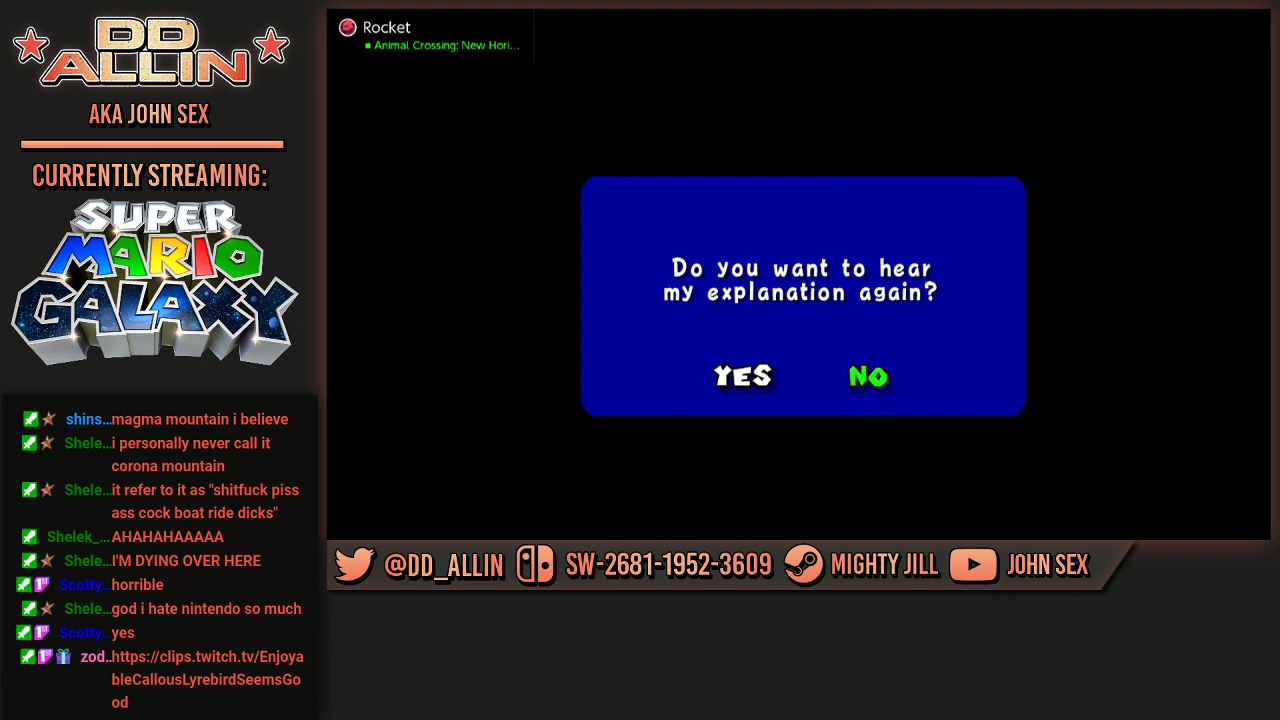 DD
ALLIN
AKA JOHN SEX
CURRENTLY STREAMING:
SUPER
MARIO
GALAXY
shins... magma mountain i believe
Shele... i personally never call it
corona mountain
Shele... it refer to it as "shitfuck piss
ass cock boat ride dicks"
Shelek_... AHAHAHAAAAA
Shele... I'M DYING OVER HERE
Scotty... horrible
Shele... god i hate nintendo so much
Scotty... yes
zod... https://clips.twitch.tv/Enjoya
bleCallousLyrebirdSeemsGo
od
Rocket
Animal Crossing: New Hori...
Do you want to hear
my explanation again?
YES NO
@DD_ALLIN SW-2681-1952-3609 MIGHTY JILL JOHN SEX